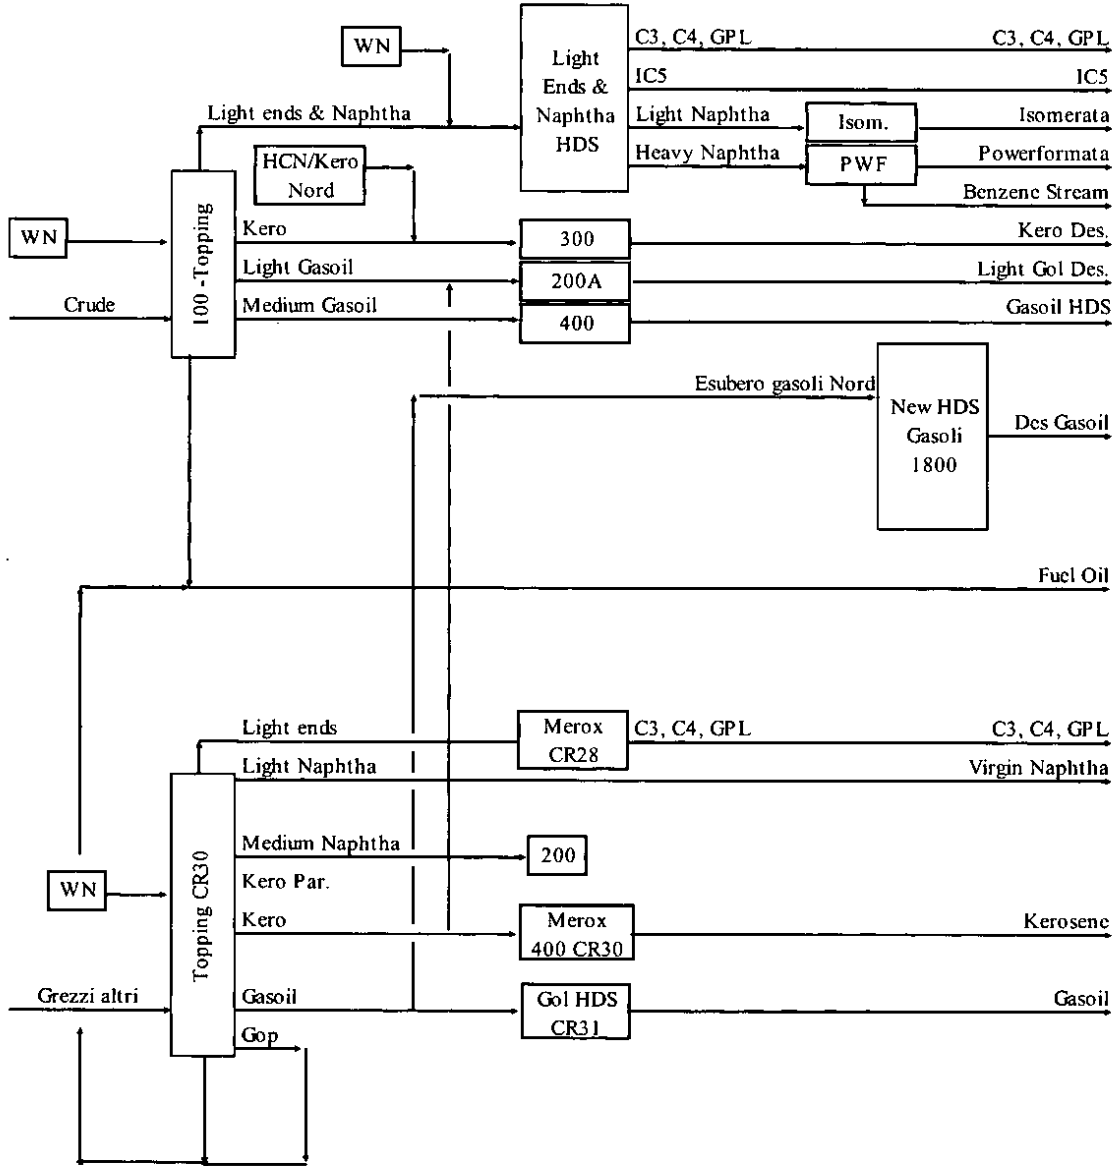 WN
Light
Ends &
Naphtha
HDS
C3, C4, GPL
C3, C4, GPL
IC5
IC5
Light ends & Naphtha
Light Naphtha
Isom.
Isomerata
HCN/Kero
Nord
Heavy Naphtha
PWF
Powerformata
Benzene Stream
WN
100 -Topping
Kero
300
Kero Des.
Light Gasoil
200A
Light Gol Des.
Crude
Medium Gasoil
400
Gasoil HDS
Esubero gasoli Nord
New HDS
Gasoli
1800
Des Gasoil
Fuel Oil
Light ends
Merox
CR28
C3, C4, GPL
C3, C4, GPL
Light Naphtha
Virgin Naphtha
Topping CR30
Medium Naphtha
200
WN
Kero Par.
Kero
Merox
400 CR30
Kerosene
Grezzi altri
Gasoil
Gol HDS
CR31
Gasoil
Gop